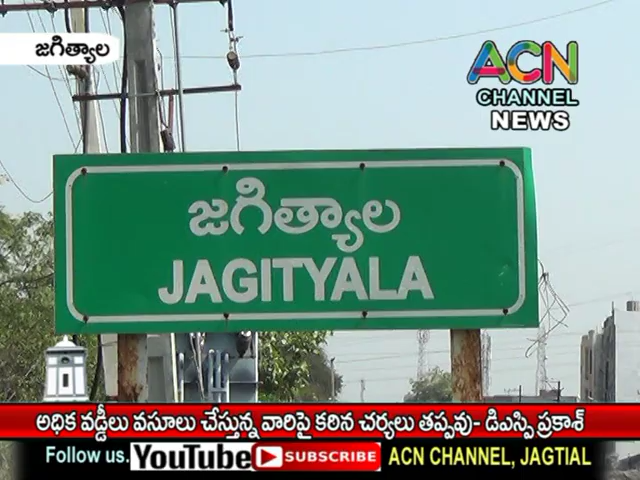 జగిత్యాల
ACN
CHANNEL
NEWS
జగిత్యాల
JAGITYALA
అధిక వడ్డీలు వసూలు చేస్తున్న వారిపై కఠిన చర్యలు తప్పవు- డిఎస్పి ప్రకాశ్
Follow us. YouTube SUBSCRIBE ACN CHANNEL, JAGTIAL